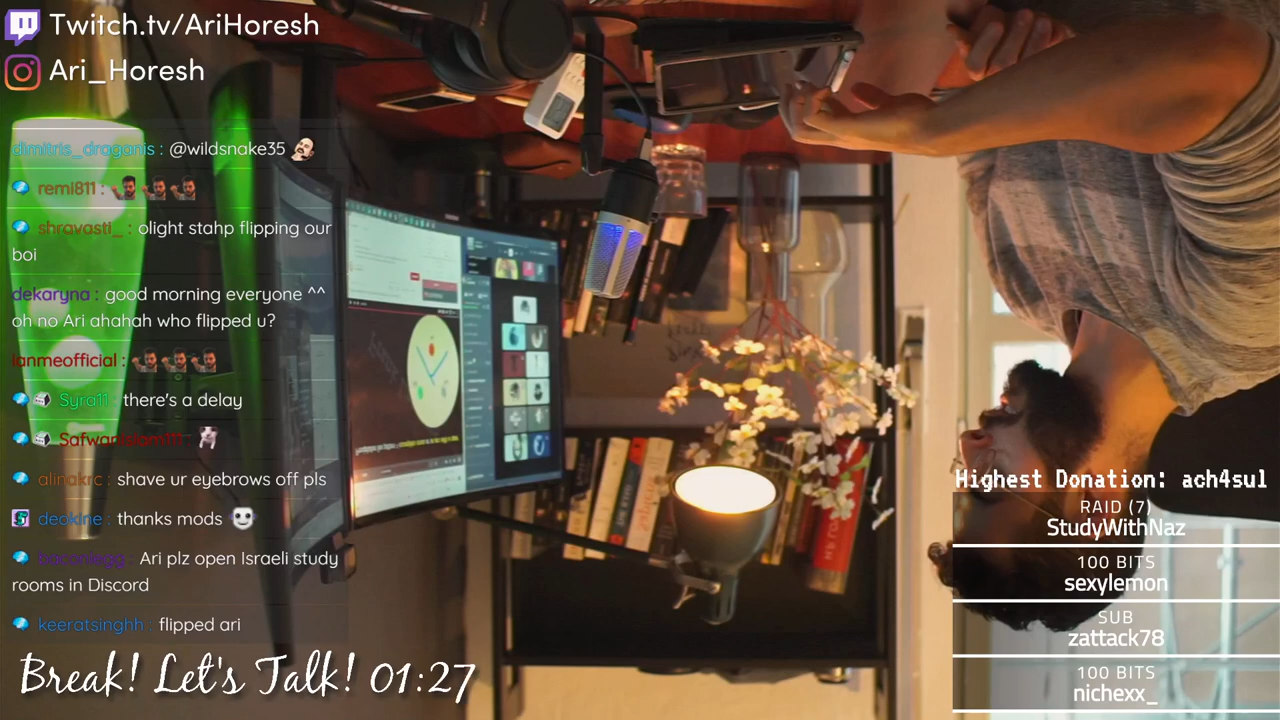 Twitch.tv/AriHoresh
Ari_Horesh
dimitris_draganis : @wildsnake35
remi811 :
shravasti_ : olight stahp flipping our
boi
dekaryna : good morning everyone ^^
oh no Ari ahahah who flipped u?
ianmeofficial :
Syra11 : there's a delay
SafwanIslam111 :
alinakrc : shave ur eyebrows off pls
deokine : thanks mods
Ari plz open Israeli study
rooms in Discord
keeratsinghh : flipped ari
Break! Let's Talk! 01:27
Highest Donation: ach4sul
RAID (7)
StudyWithNaz
100 BITS
sexylemon
SUB
zattack78
100 BITS
nichexx_